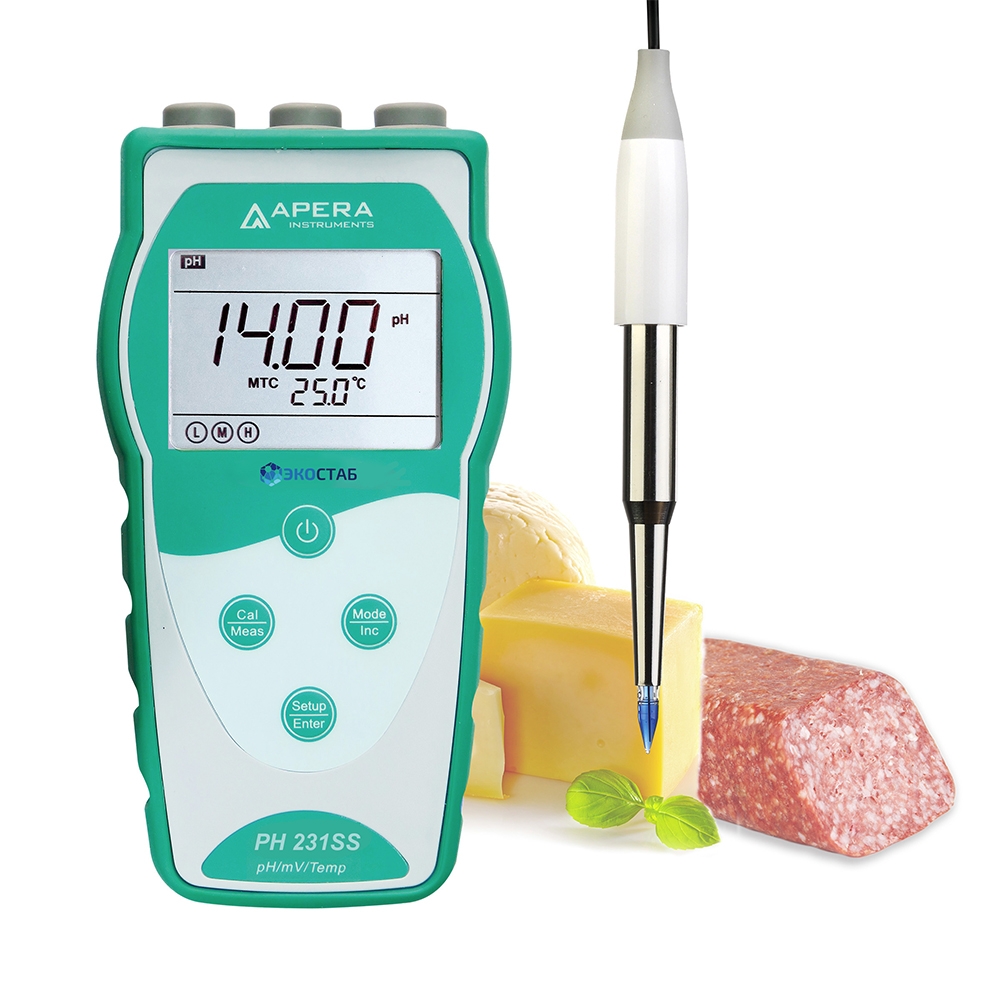 APERA
INSTRUMENTS
pH
14.00 pH
MTC 25.0°C
L M H
ЭКОСТАБ
Cal
Meas
Mode
Inc
Setup
Enter
PH 231SS
pH/mV/Temp